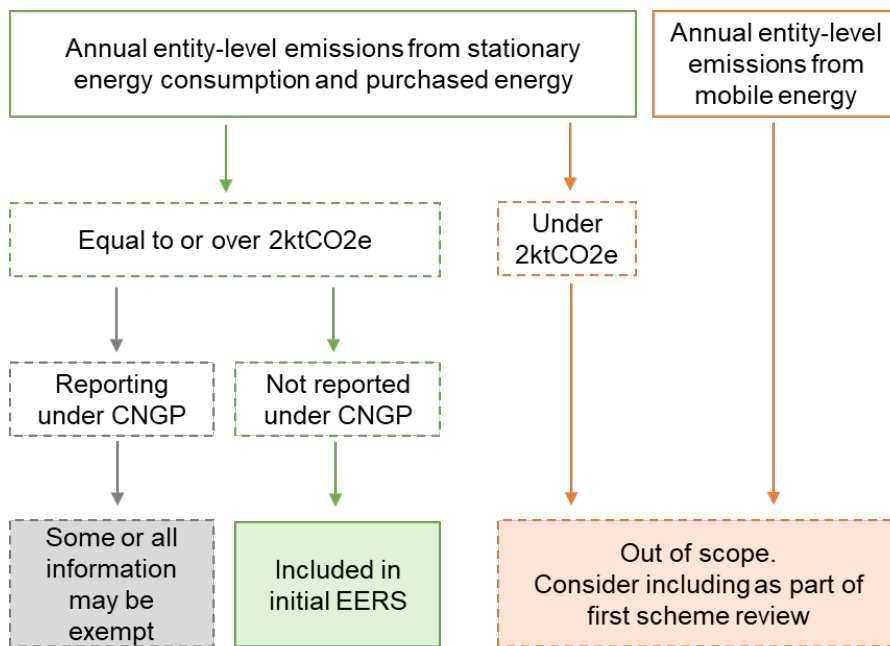 Annual entity-level emissions from stationary
energy consumption and purchased energy
Annual entity-level
emissions from
mobile energy
Equal to or over 2ktCO2e
Under
2ktCO2e
Reporting
under CNGP
Not reported
under CNGP
Some or all
information
may be
exempt
Included in
initial EERS
Out of scope.
Consider including as part of
first scheme review